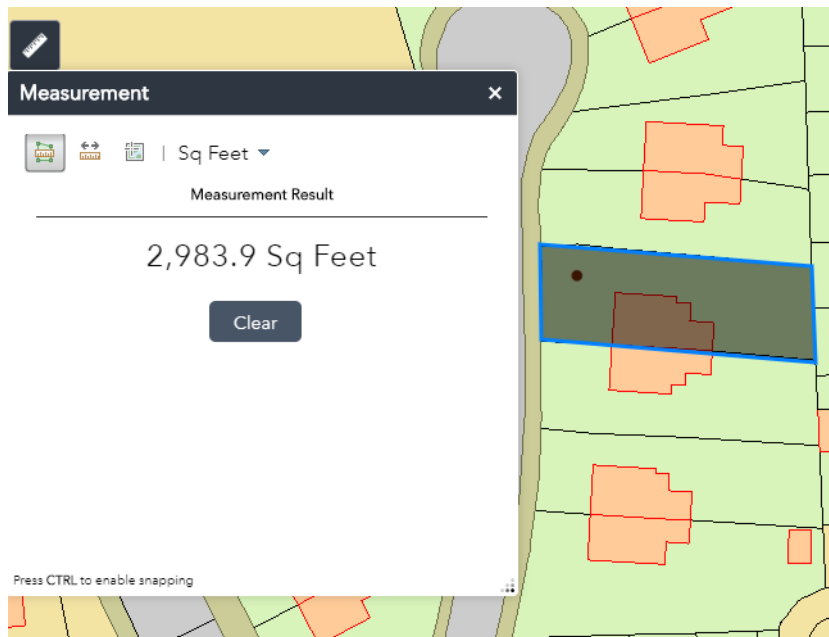 Measurement
| Sq Feet
Measurement Result
2,983.9 Sq Feet
Clear
Press CTRL to enable snapping